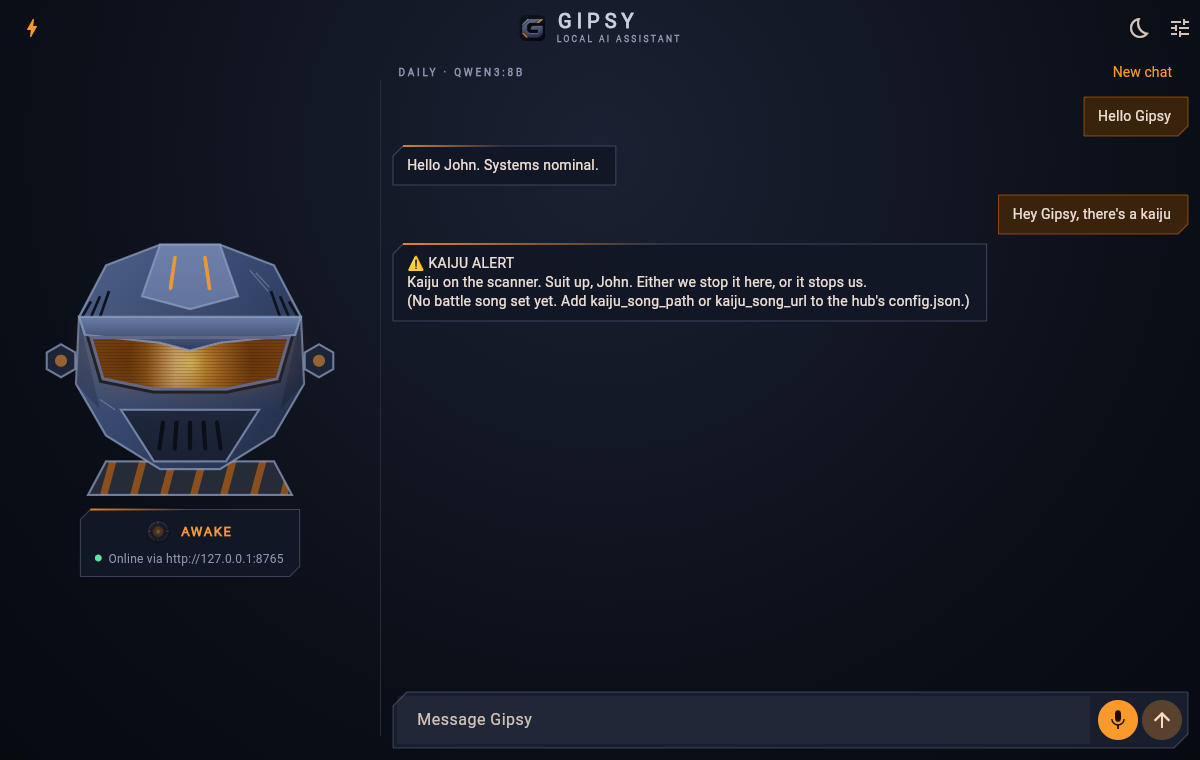 GIPSY
LOCAL AI ASSISTANT
DAILY · QWEN3:8B
New chat
Hello Gipsy
Hello John. Systems nominal.
Hey Gipsy, there's a kaiju
⚠️ KAIJU ALERT
Kaiju on the scanner. Suit up, John. Either we stop it here, or it stops us.
(No battle song set yet. Add kaiju_song_path or kaiju_song_url to the hub's config.json.)
AWAKE
Online via http://127.0.0.1:8765
Message Gipsy